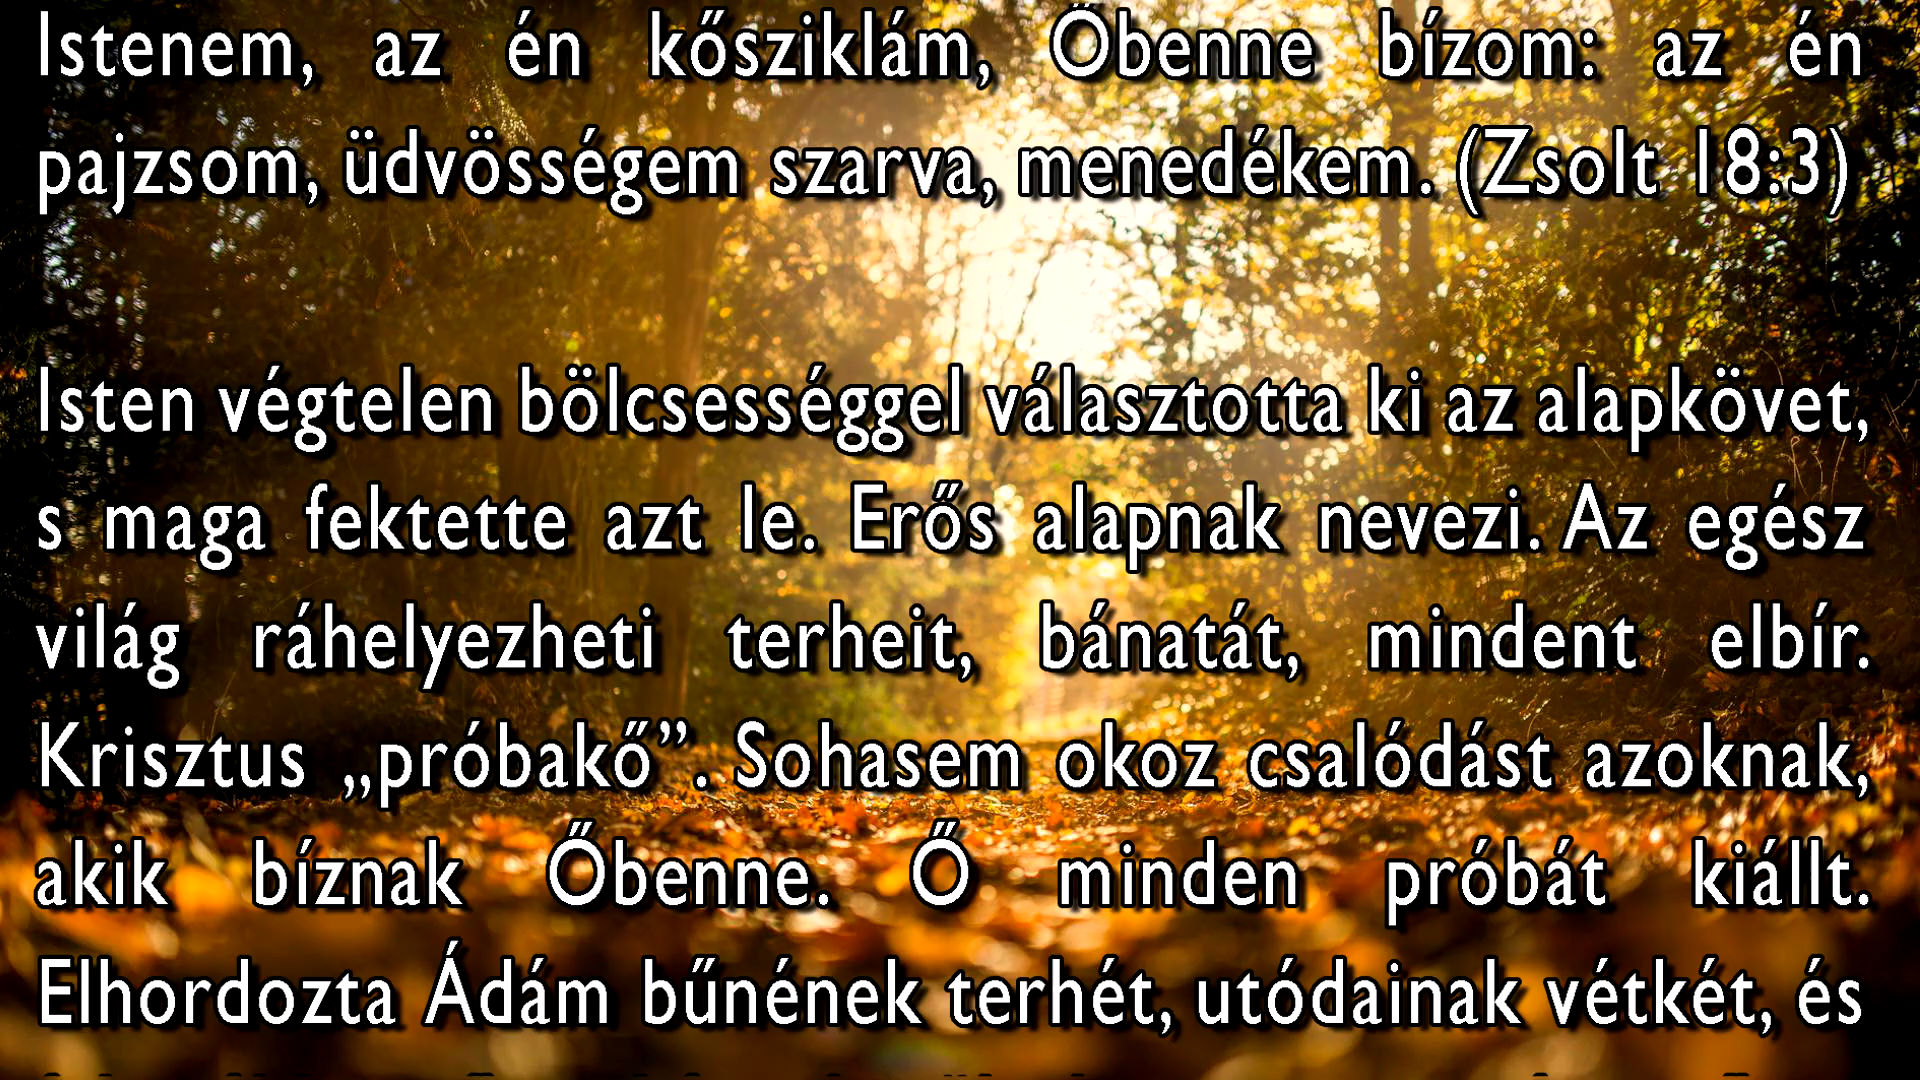 Istenem, az én kősziklám, Őbenne bízom: az én
pajzsom, üdvösségem szarva, menedékem. (Zsolt 18:3)
Isten végtelen bölcsességgel választotta ki az alapkövet,
s maga fektette azt le. Erős alapnak nevezi. Az egész
világ ráhelyezheti terheit, bánatát, mindent elbír.
Krisztus „próbakő”. Sohasem okoz csalódást azoknak,
akik bíznak Őbenne. Ő minden próbát kiállt.
Elhordozta Ádám bűnének terhét, utódainak vétkét, és